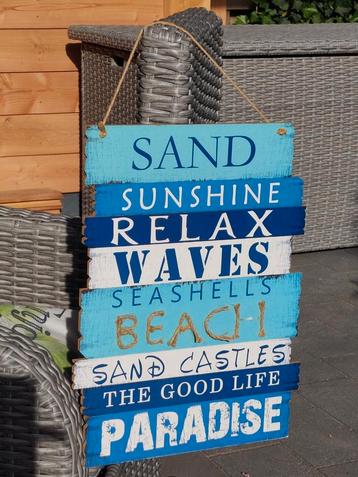 SAND
SUNSHINE
RELAX
WAVES
SEASHELLS
BEACH
SAND CASTLES
THE GOOD LIFE
PARADISE